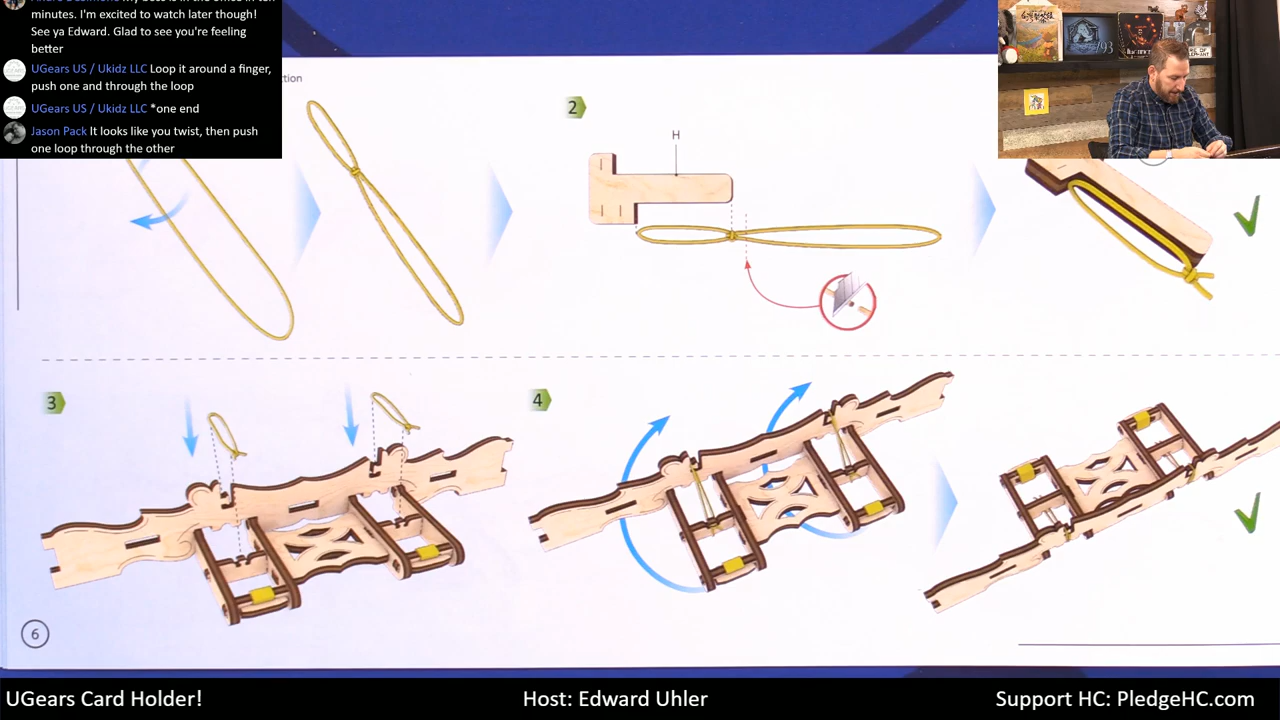 minutes. I'm excited to watch later though!
See ya Edward. Glad to see you're feeling
better
UGears US / Ukidz LLC Loop it around a finger,
push one and through the loop
UGears US / Ukidz LLC *one end
Jason Pack It looks like you twist, then push
one loop through the other
2
H
3
4
6
UGears Card Holder!
Host: Edward Uhler
Support HC: PledgeHC.com